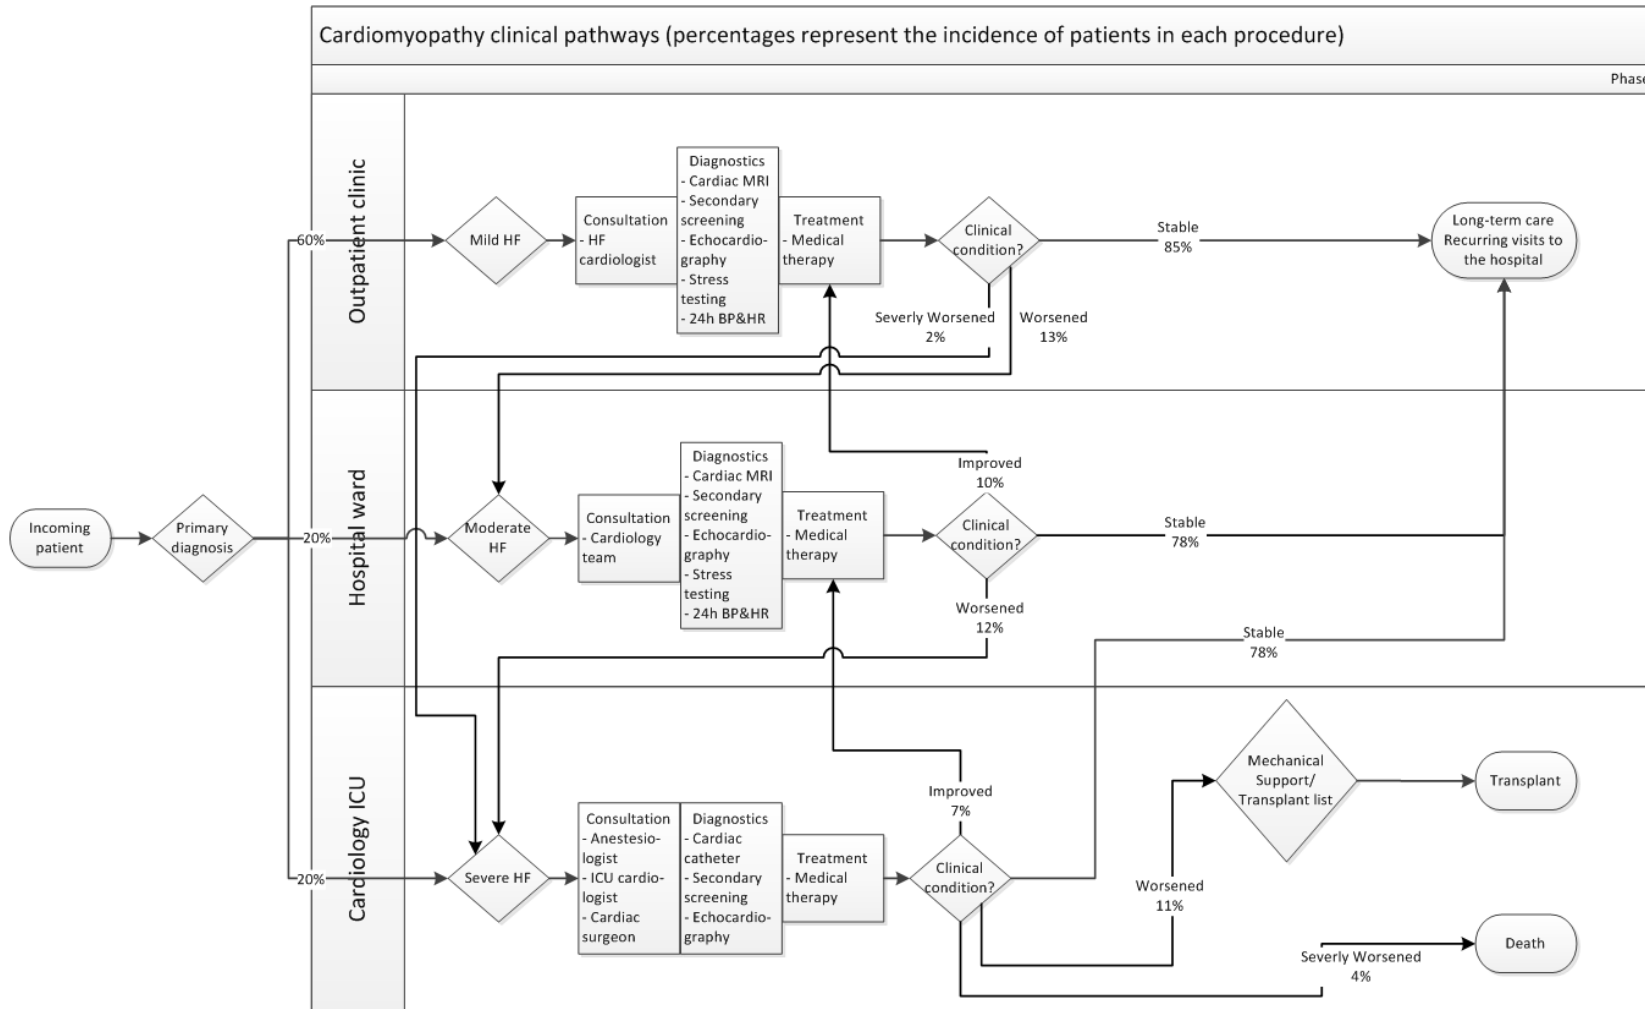 Cardiomyopathy clinical pathways (percentages represent the incidence of patients in each procedure)
Phase
Outpatient clinic
60%
Mild HF
Consultation
- HF
cardiologist
Diagnostics
- Cardiac MRI
- Secondary
screening
- Echocardio-
graphy
- Stress
testing
- 24h BP&HR
Treatment
- Medical
therapy
Clinical
condition?
Stable
85%
Long-term care
Recurring visits to
the hospital
Severly Worsened
2%
Worsened
13%
Incoming
patient
Primary
diagnosis
Hospital ward
20%
Moderate
HF
Consultation
- Cardiology
team
Diagnostics
- Cardiac MRI
- Secondary
screening
- Echocardio-
graphy
- Stress
testing
- 24h BP&HR
Treatment
- Medical
therapy
Improved
10%
Clinical
condition?
Stable
78%
Worsened
12%
Stable
78%
Cardiology ICU
20%
Severe HF
Consultation
- Anestesio-
logist
- ICU cardio-
logist
- Cardiac
surgeon
Diagnostics
- Cardiac
catheter
- Secondary
screening
- Echocardio-
graphy
Treatment
- Medical
therapy
Improved
7%
Clinical
condition?
Mechanical
Support/
Transplant list
Transplant
Worsened
11%
Severly Worsened
4%
Death